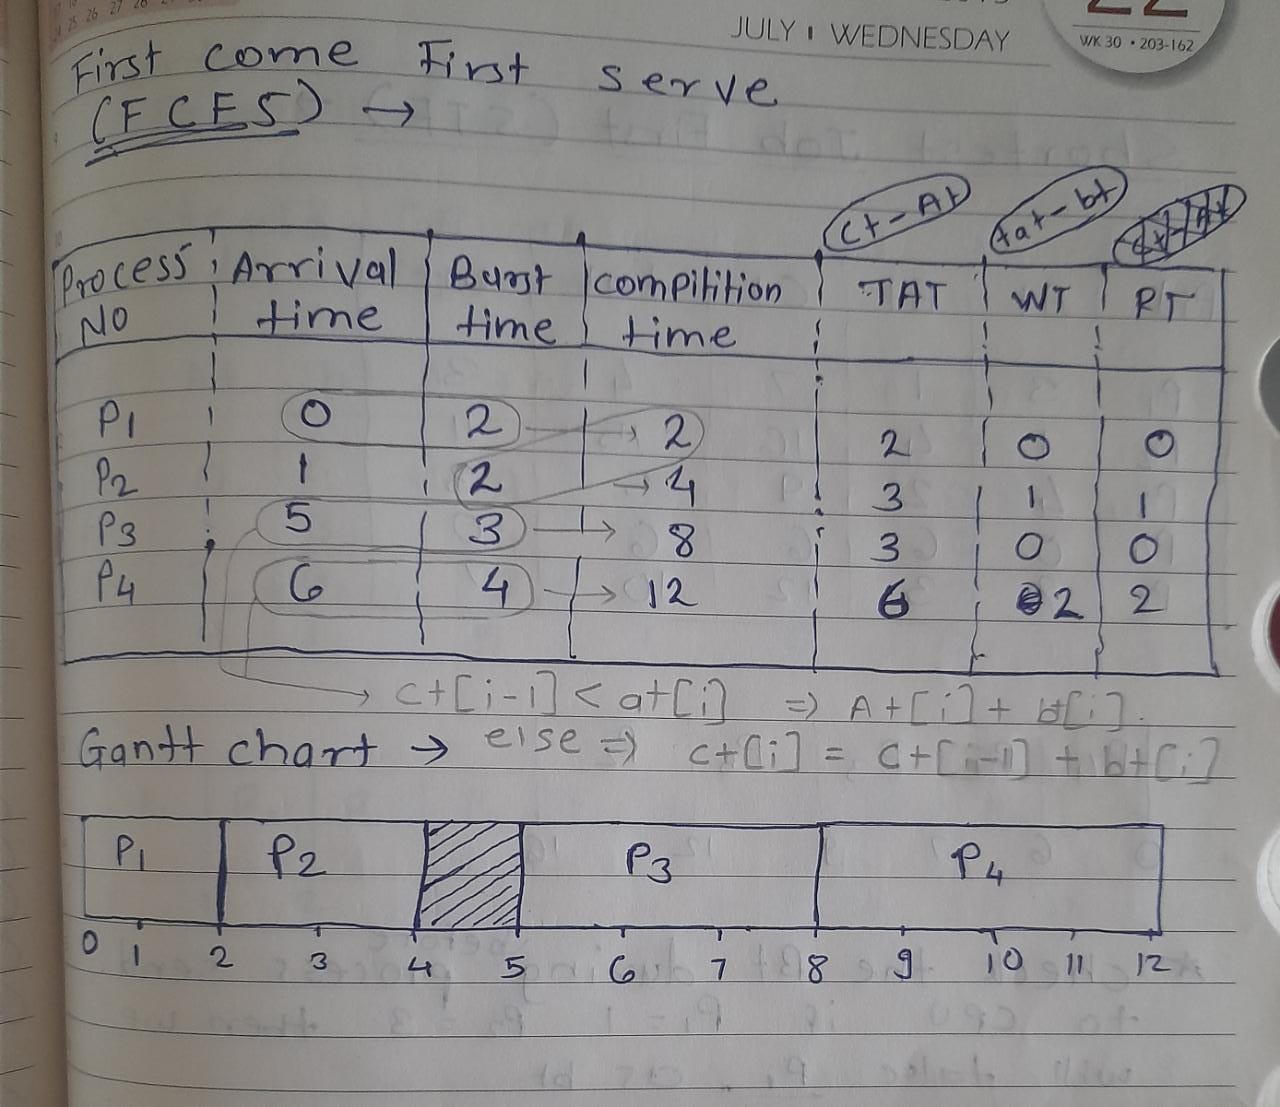 JULY I WEDNESDAY
22
WK 30 • 203-162
First come First serve
(FCFS) →
ct - At tat - bt
Process NO Arrival time Burst time compilition time TAT WT RT
P1 0 2 → 2 2 0 0
P2 1 2 → 4 3 1 1
P3 5 3 → 8 3 0 0
P4 6 4 → 12 6 2 2
→ ct[i-1] < at[i] ⇒ At[i] + bt[i].
Gantt chart → else ⇒ ct[i] = ct[i-1] + bt[i]
P1 P2 P3 P4
0 1 2 3 4 5 6 7 8 9 10 11 12